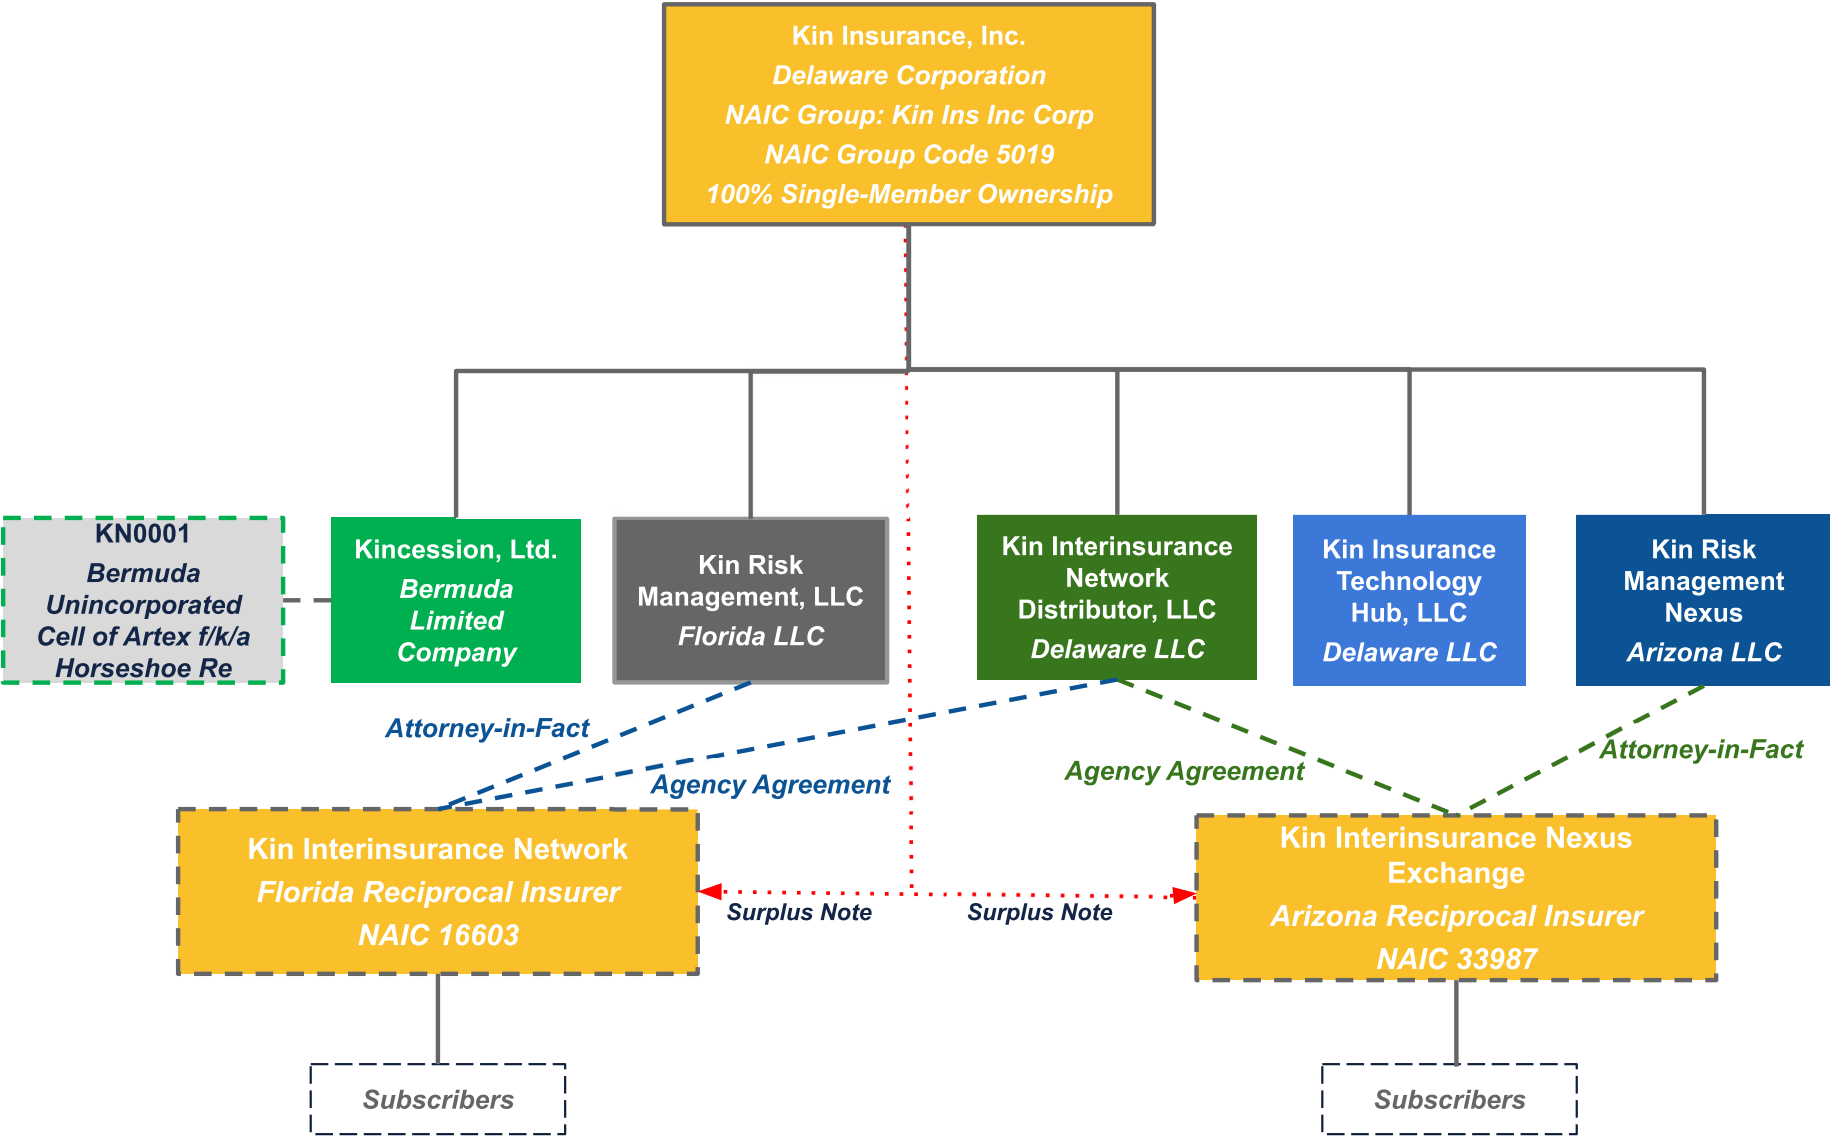 Kin Insurance, Inc.
Delaware Corporation
NAIC Group: Kin Ins Inc Corp
NAIC Group Code 5019
100% Single-Member Ownership
KN0001
Bermuda
Unincorporated
Cell of Artex f/k/a
Horseshoe Re
Kincession, Ltd.
Bermuda
Limited
Company
Kin Risk
Management, LLC
Florida LLC
Kin Interinsurance
Network
Distributor, LLC
Delaware LLC
Kin Insurance
Technology
Hub, LLC
Delaware LLC
Kin Risk
Management
Nexus
Arizona LLC
Attorney-in-Fact
Agency Agreement
Agency Agreement
Attorney-in-Fact
Kin Interinsurance Network
Florida Reciprocal Insurer
NAIC 16603
Surplus Note
Surplus Note
Kin Interinsurance Nexus
Exchange
Arizona Reciprocal Insurer
NAIC 33987
Subscribers
Subscribers